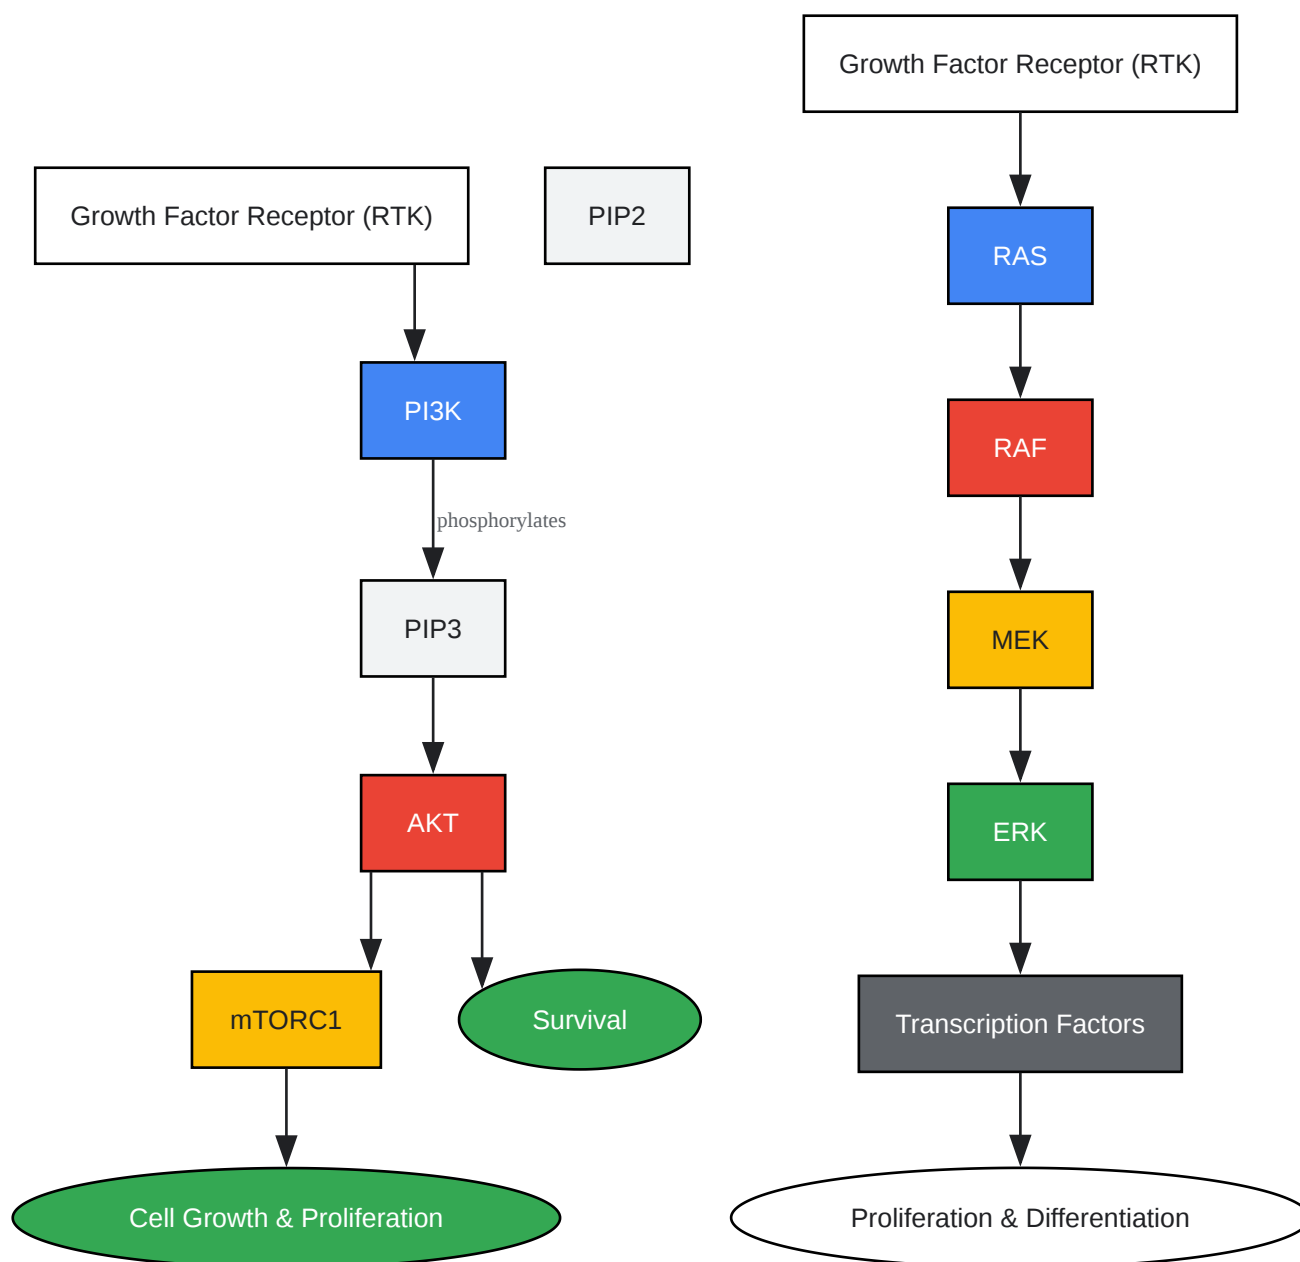 Growth Factor Receptor (RTK)
PIP2
PI3K
phosphorylates
PIP3
AKT
mTORC1
Survival
Cell Growth & Proliferation
Growth Factor Receptor (RTK)
RAS
RAF
MEK
ERK
Transcription Factors
Proliferation & Differentiation